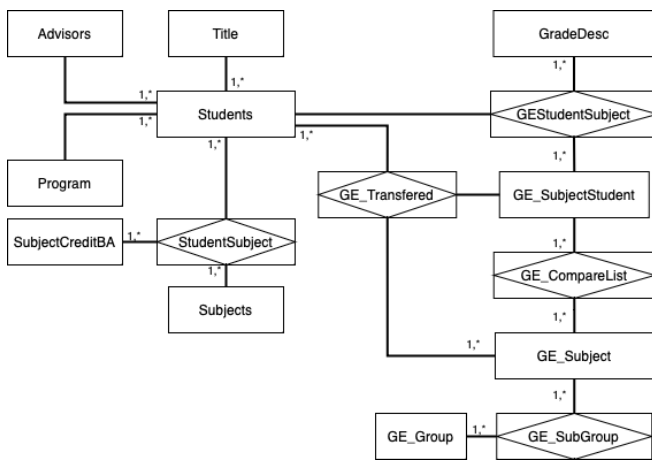 Advisors
Title
GradeDesc
1,*
1,*
1,*
Students
GEStudentSubject
1,*
1,*
1,*
1,*
Program
GE_Transfered
GE_SubjectStudent
SubjectCreditBA
1,*
StudentSubject
1,*
1,*
GE_CompareList
Subjects
1,*
1,*
GE_Subject
1,*
GE_Group
1,*
GE_SubGroup